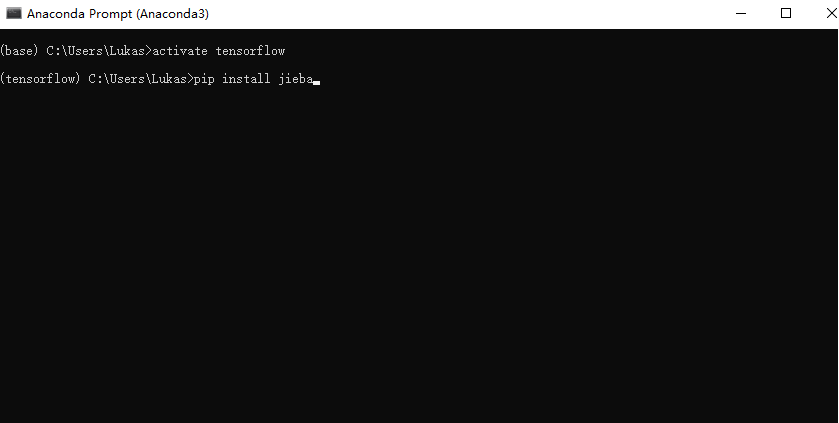 Anaconda Prompt (Anaconda3)
(base) C:\Users\Lukas>activate tensorflow
(tensorflow) C:\Users\Lukas>pip install jieba